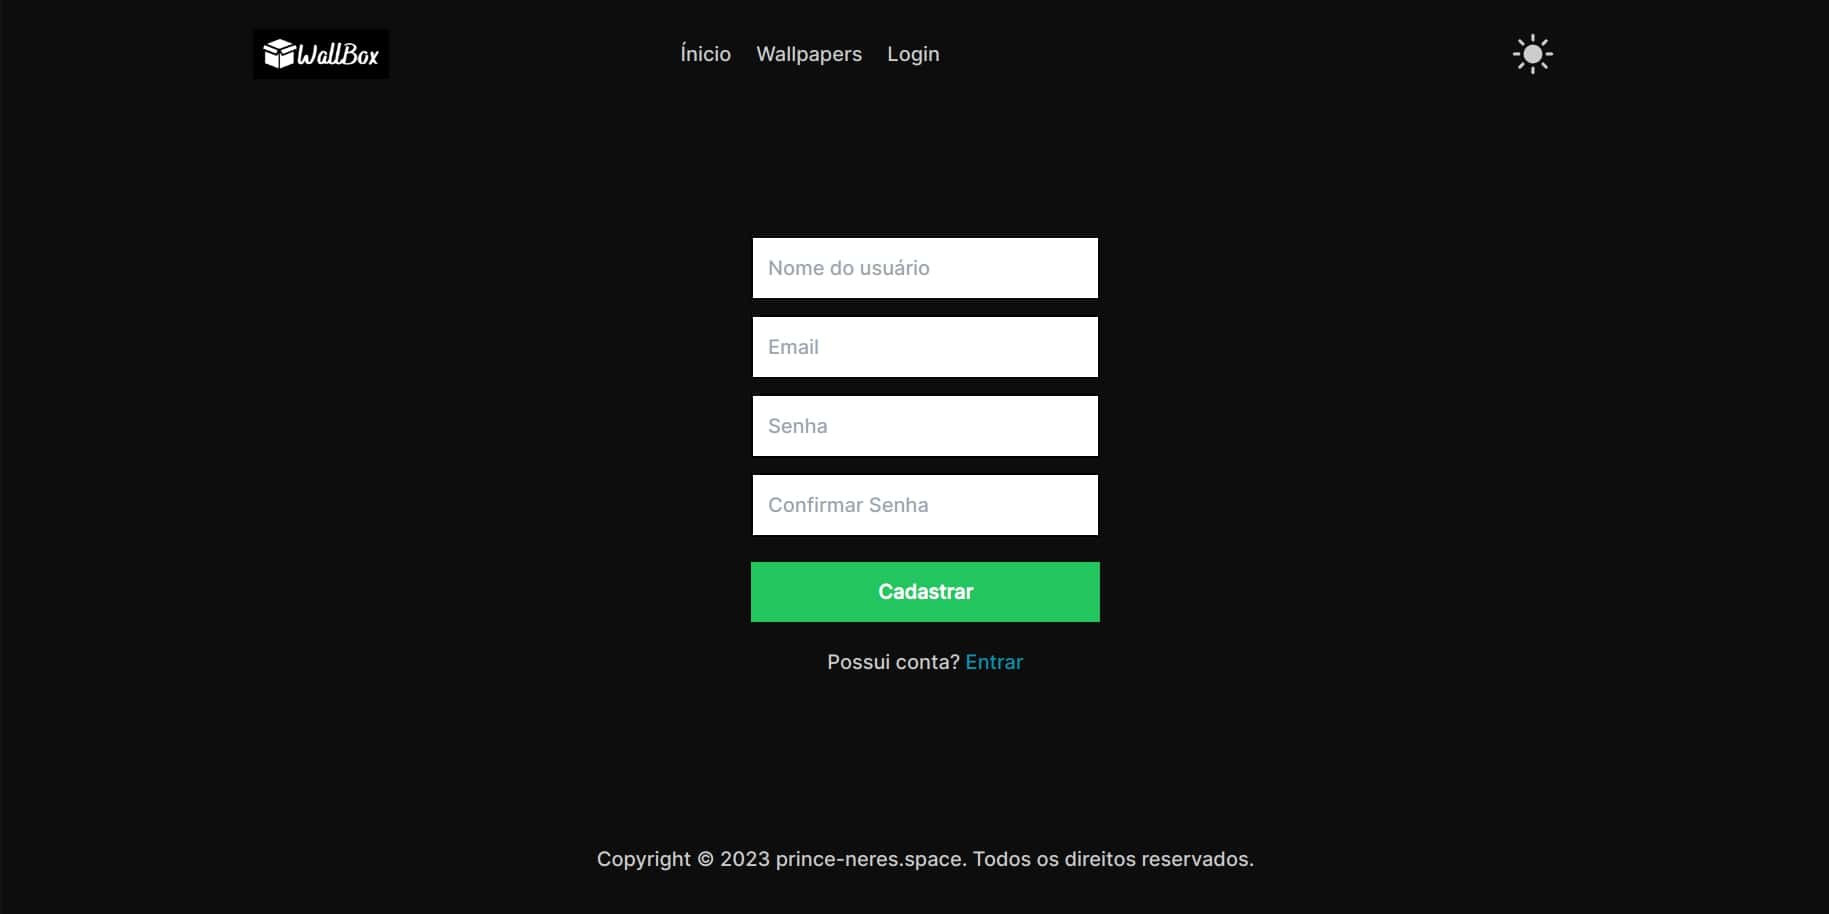 WallBox
Ínicio Wallpapers Login
Nome do usuário
Email
Senha
Confirmar Senha
Cadastrar
Possui conta? Entrar
Copyright © 2023 prince-neres.space. Todos os direitos reservados.